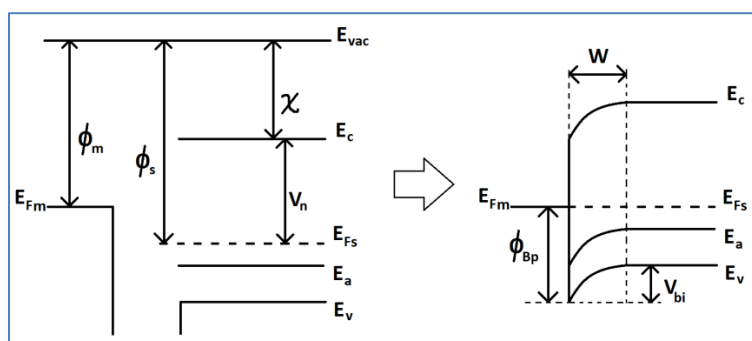 E_vac
χ
E_c
ϕ_m
ϕ_s
V_n
E_Fm
E_Fs
E_a
E_v
W
E_c
E_Fm
E_Fs
E_a
ϕ_Bp
E_v
V_bi